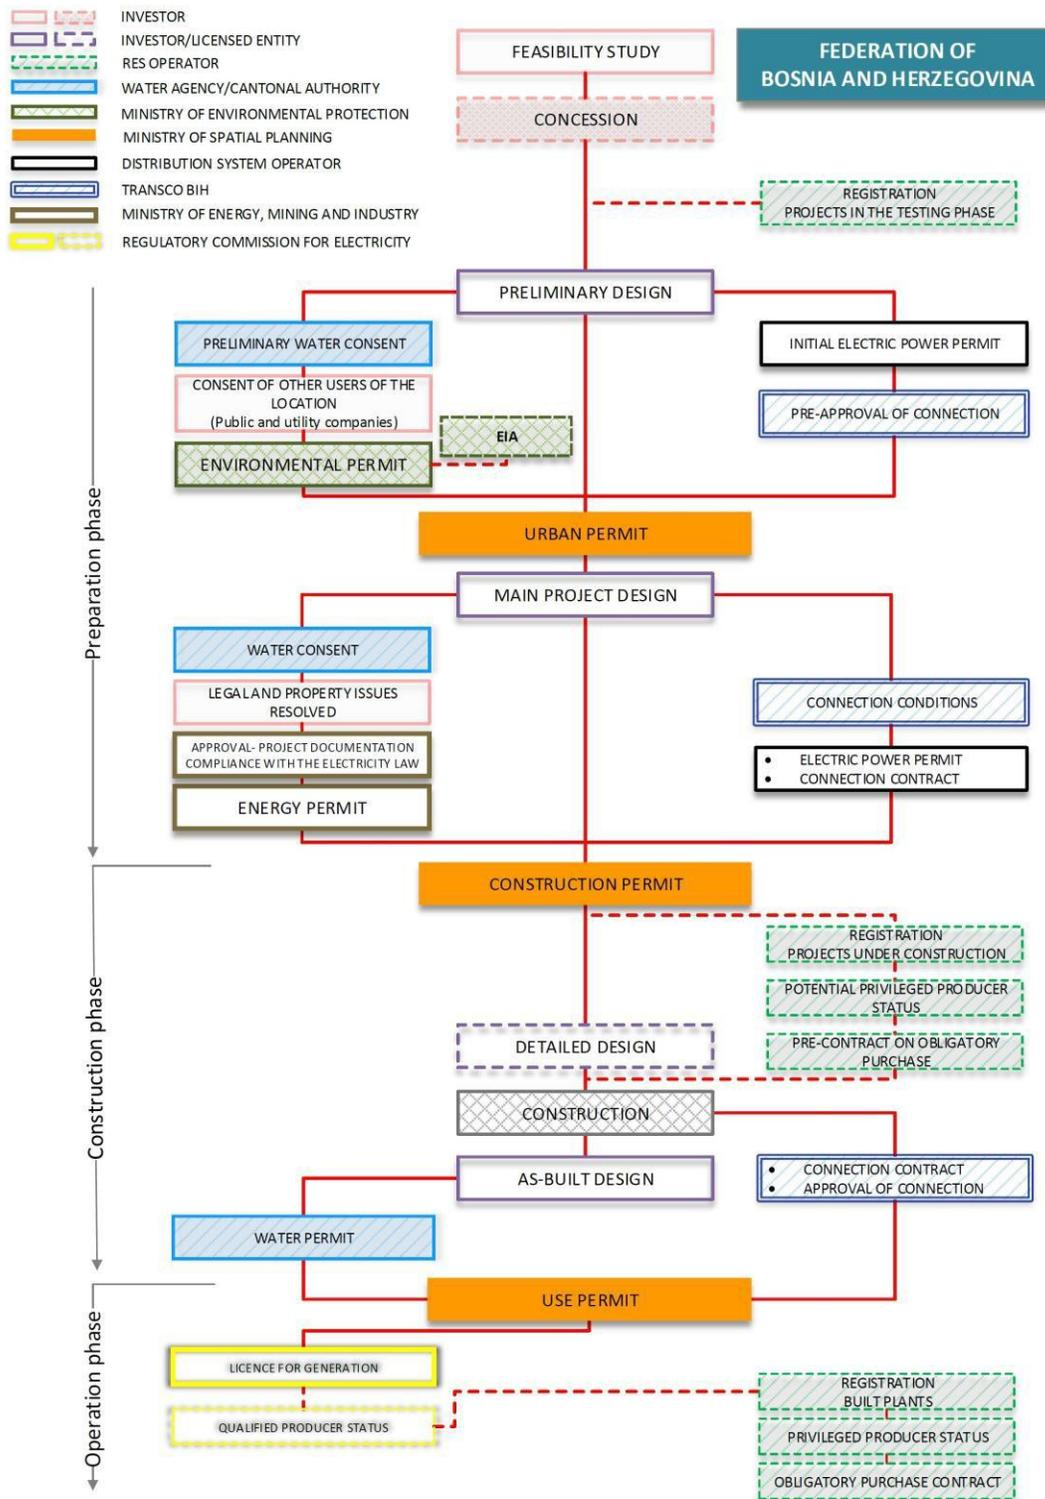 INVESTOR
INVESTOR/LICENSED ENTITY
RES OPERATOR
WATER AGENCY/CANTONAL AUTHORITY
MINISTRY OF ENVIRONMENTAL PROTECTION
MINISTRY OF SPATIAL PLANNING
DISTRIBUTION SYSTEM OPERATOR
TRANSCO BIH
MINISTRY OF ENERGY, MINING AND INDUSTRY
REGULATORY COMMISSION FOR ELECTRICITY
FEDERATION OF
BOSNIA AND HERZEGOVINA
FEASIBILITY STUDY
CONCESSION
REGISTRATION
PROJECTS IN THE TESTING PHASE
Preparation phase
PRELIMINARY DESIGN
PRELIMINARY WATER CONSENT
CONSENT OF OTHER USERS OF THE
LOCATION
(Public and utility companies)
EIA
ENVIRONMENTAL PERMIT
INITIAL ELECTRIC POWER PERMIT
PRE-APPROVAL OF CONNECTION
URBAN PERMIT
MAIN PROJECT DESIGN
WATER CONSENT
LEGAL AND PROPERTY ISSUES
RESOLVED
APPROVAL- PROJECT DOCUMENTATION
COMPLIANCE WITH THE ELECTRICITY LAW
ENERGY PERMIT
CONNECTION CONDITIONS
• ELECTRIC POWER PERMIT
• CONNECTION CONTRACT
Construction phase
CONSTRUCTION PERMIT
REGISTRATION
PROJECTS UNDER CONSTRUCTION
POTENTIAL PRIVILEGED PRODUCER
STATUS
PRE-CONTRACT ON OBLIGATORY
PURCHASE
DETAILED DESIGN
CONSTRUCTION
AS-BUILT DESIGN
• CONNECTION CONTRACT
• APPROVAL OF CONNECTION
WATER PERMIT
Operation phase
USE PERMIT
LICENCE FOR GENERATION
QUALIFIED PRODUCER STATUS
REGISTRATION
BUILT PLANTS
PRIVILEGED PRODUCER STATUS
OBLIGATORY PURCHASE CONTRACT